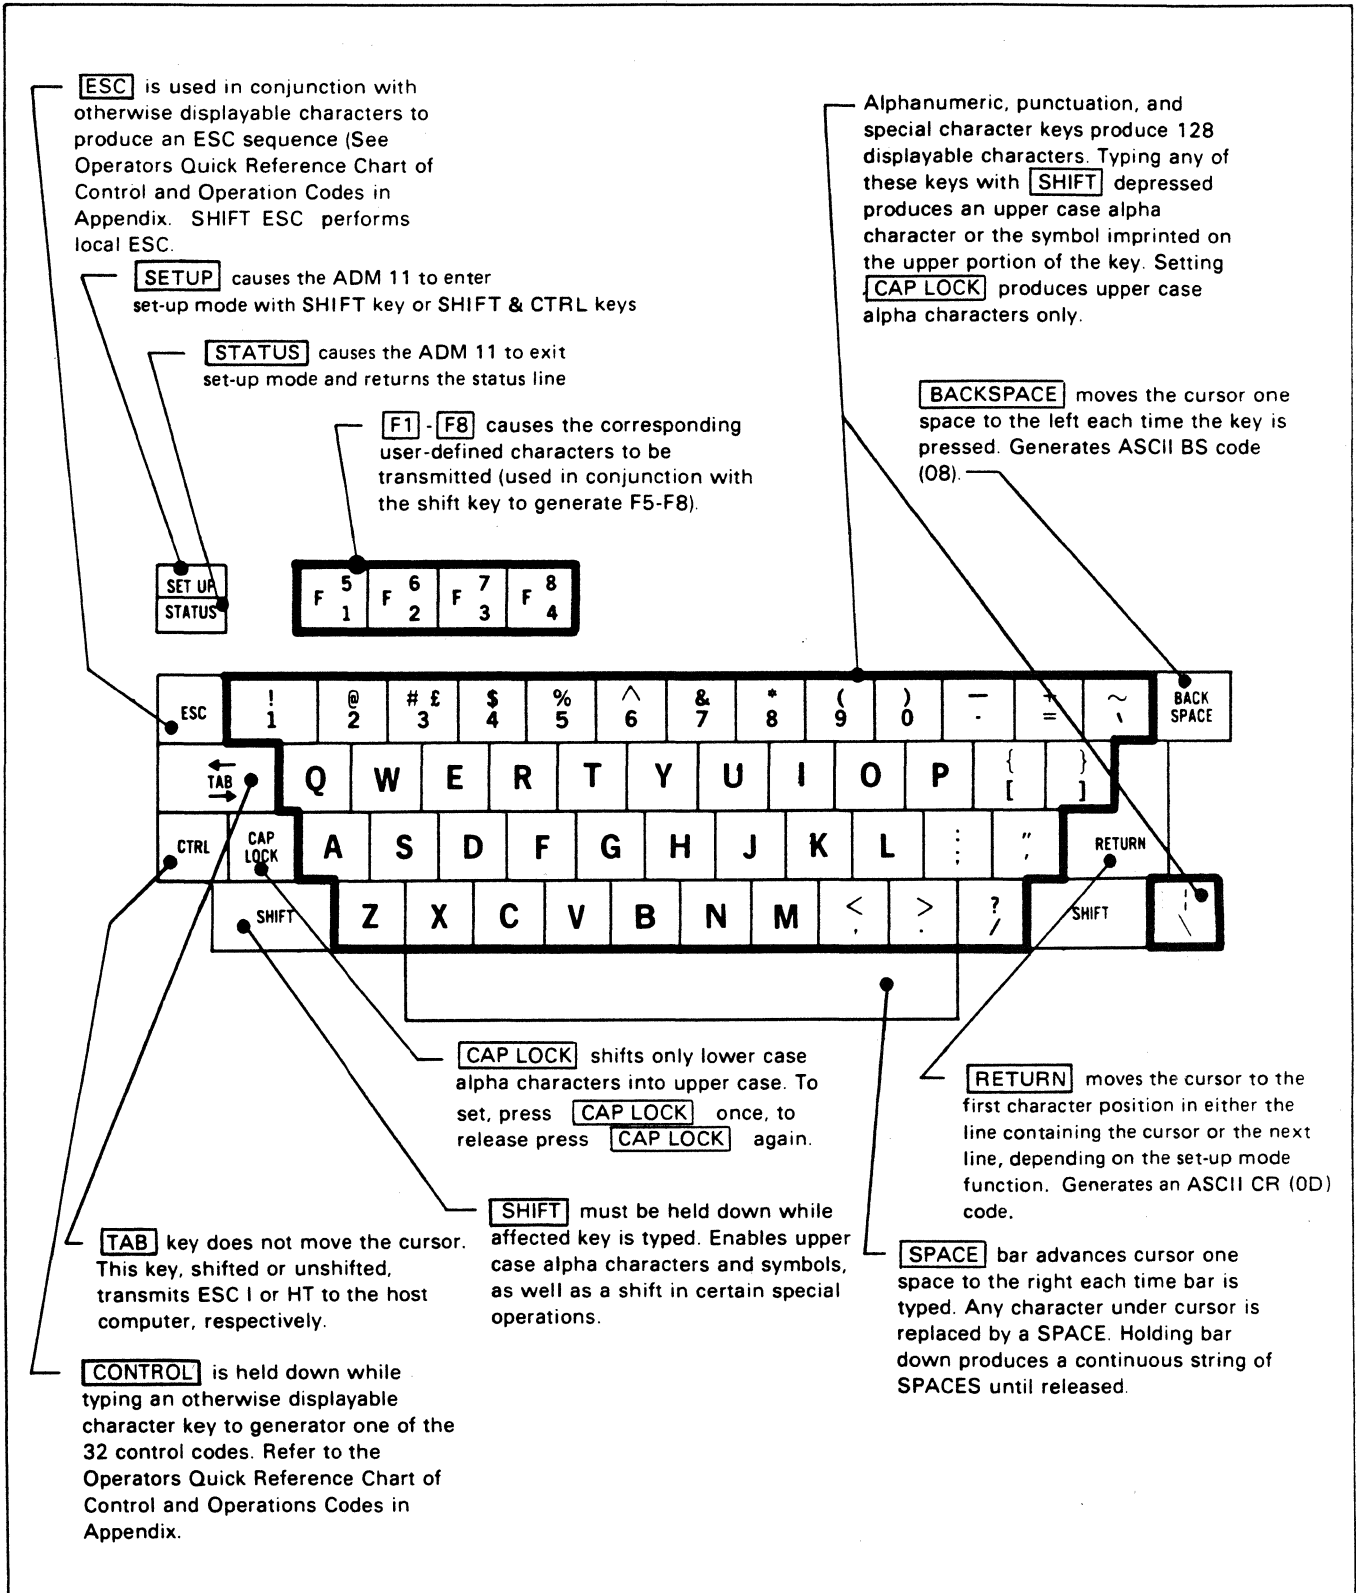 ESC is used in conjunction with
otherwise displayable characters to
produce an ESC sequence (See
Operators Quick Reference Chart of
Control and Operation Codes in
Appendix. SHIFT ESC performs
local ESC.
SETUP causes the ADM 11 to enter
set-up mode with SHIFT key or SHIFT & CTRL keys
STATUS causes the ADM 11 to exit
set-up mode and returns the status line
F1 - F8 causes the corresponding
user-defined characters to be
transmitted (used in conjunction with
the shift key to generate F5-F8).
Alphanumeric, punctuation, and
special character keys produce 128
displayable characters. Typing any of
these keys with SHIFT depressed
produces an upper case alpha
character or the symbol imprinted on
the upper portion of the key. Setting
CAP LOCK produces upper case
alpha characters only.
BACKSPACE moves the cursor one
space to the left each time the key is
pressed. Generates ASCII BS code
(08).
SET UP
STATUS
F 5 1
F 6 2
F 7 3
F 8 4
ESC
! 1
@ 2
# £ 3
$ 4
% 5
^ 6
& 7
* 8
( 9
) 0
— -
+ =
~ `
BACK
SPACE
← TAB →
Q W E R T Y U I O P { [ } ]
CTRL
CAP
LOCK
A S D F G H J K L : ; " '
RETURN
SHIFT
Z X C V B N M < , > . ? /
SHIFT
¦ \
CAP LOCK shifts only lower case
alpha characters into upper case. To
set, press CAP LOCK once, to
release press CAP LOCK again.
RETURN moves the cursor to the
first character position in either the
line containing the cursor or the next
line, depending on the set-up mode
function. Generates an ASCII CR (0D)
code.
TAB key does not move the cursor.
This key, shifted or unshifted,
transmits ESC I or HT to the host
computer, respectively.
SHIFT must be held down while
affected key is typed. Enables upper
case alpha characters and symbols,
as well as a shift in certain special
operations.
SPACE bar advances cursor one
space to the right each time bar is
typed. Any character under cursor is
replaced by a SPACE. Holding bar
down produces a continuous string of
SPACES until released.
CONTROL is held down while
typing an otherwise displayable
character key to generator one of the
32 control codes. Refer to the
Operators Quick Reference Chart of
Control and Operations Codes in
Appendix.